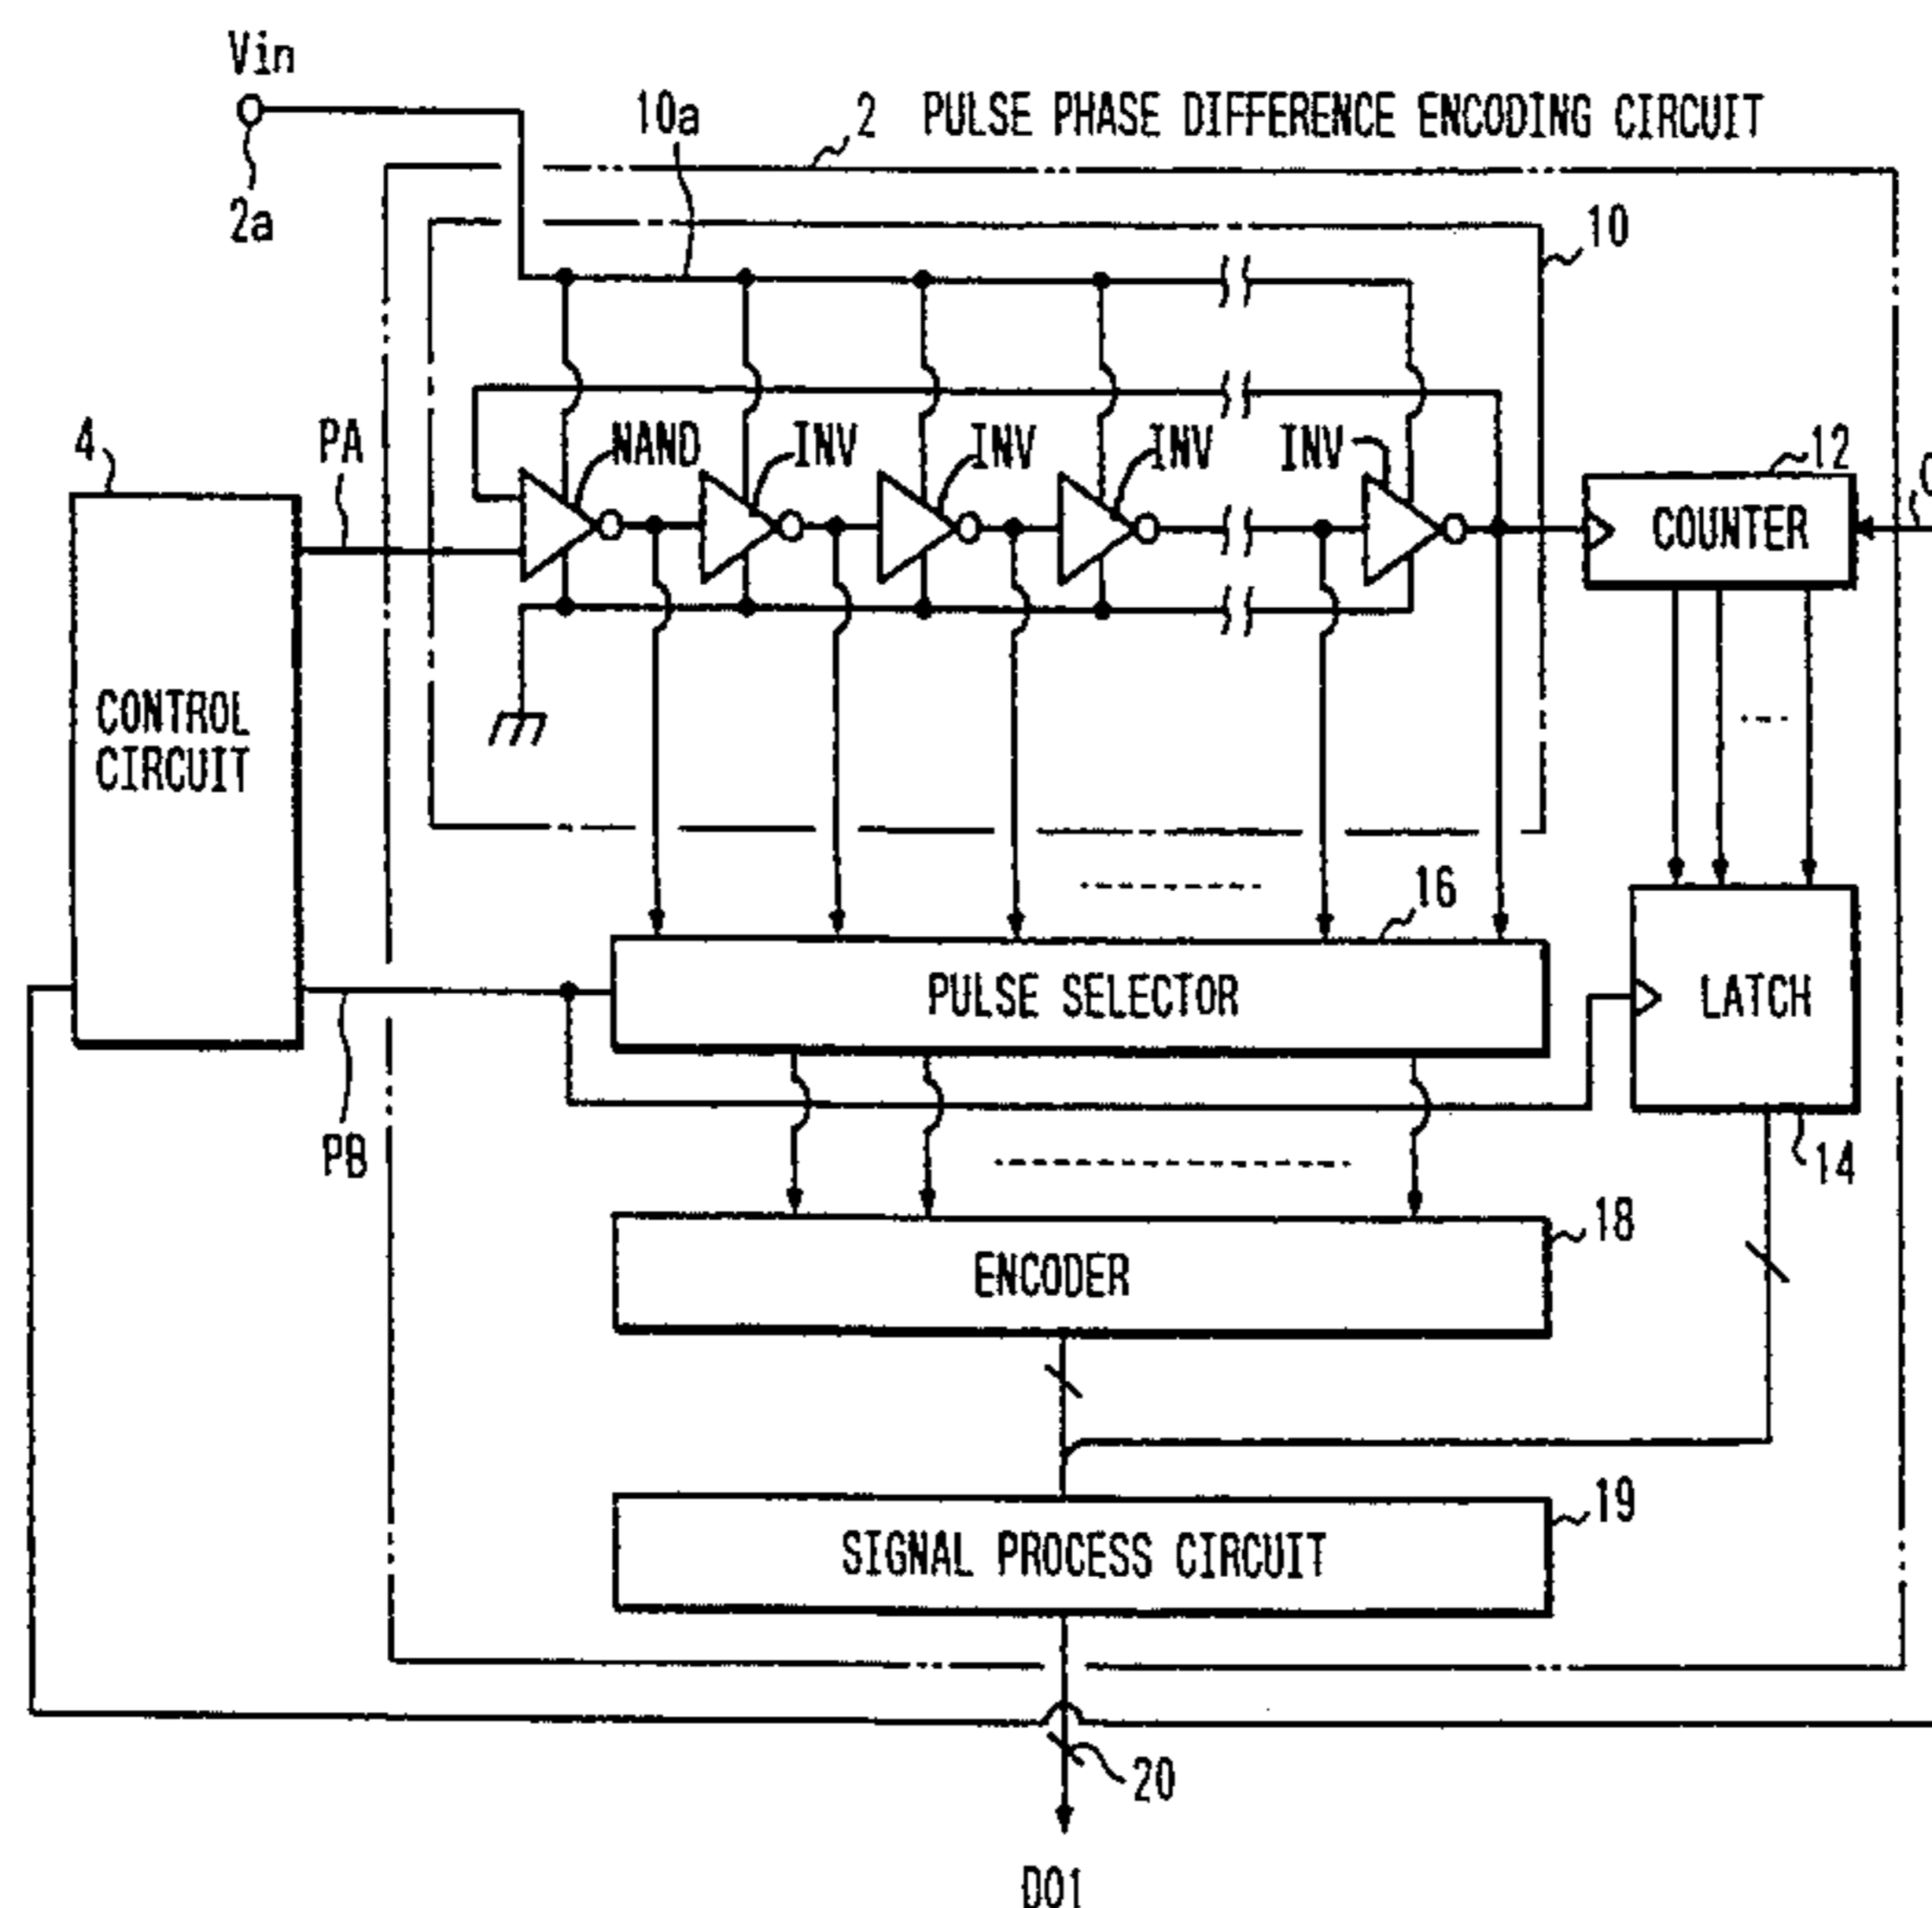 Vin
2a
10a
2 PULSE PHASE DIFFERENCE ENCODING CIRCUIT
10
4
PA
NAND
INV
INV
INV
INV
12
COUNTER
CONTROL
CIRCUIT
16
PULSE SELECTOR
LATCH
PB
14
18
ENCODER
19
SIGNAL PROCESS CIRCUIT
20
DO1